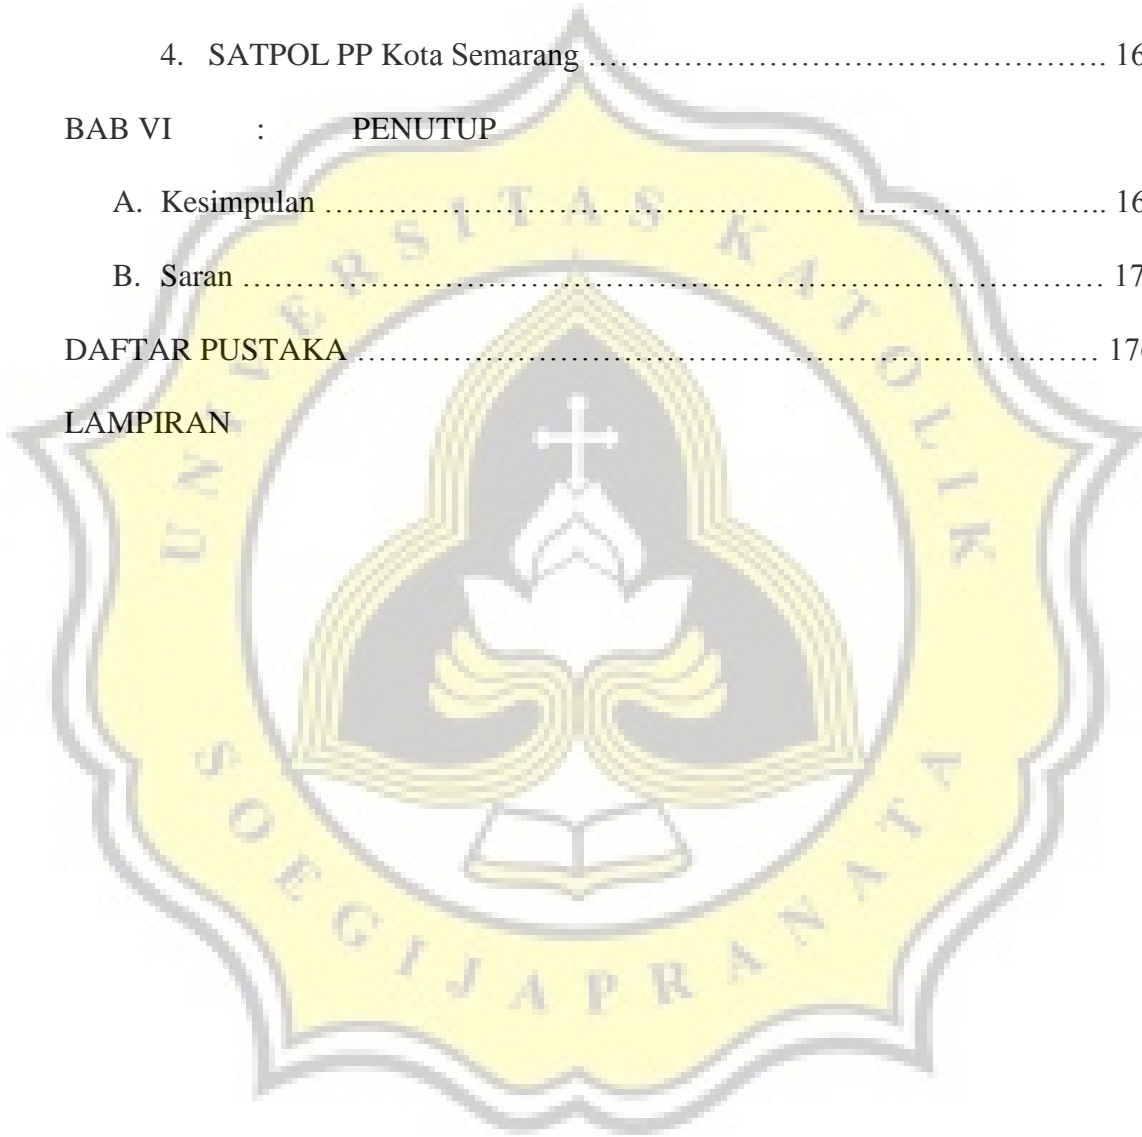 4. SATPOL PP Kota Semarang ……………………………………… 16
BAB VI : PENUTUP
A. Kesimpulan ……………………………………………………….. 16
B. Saran ……………………………………………………………… 17
DAFTAR PUSTAKA ……………………………………………………… 17
LAMPIRAN
UNIVERSITAS KATOLIK
SOEGIJAPRANATA